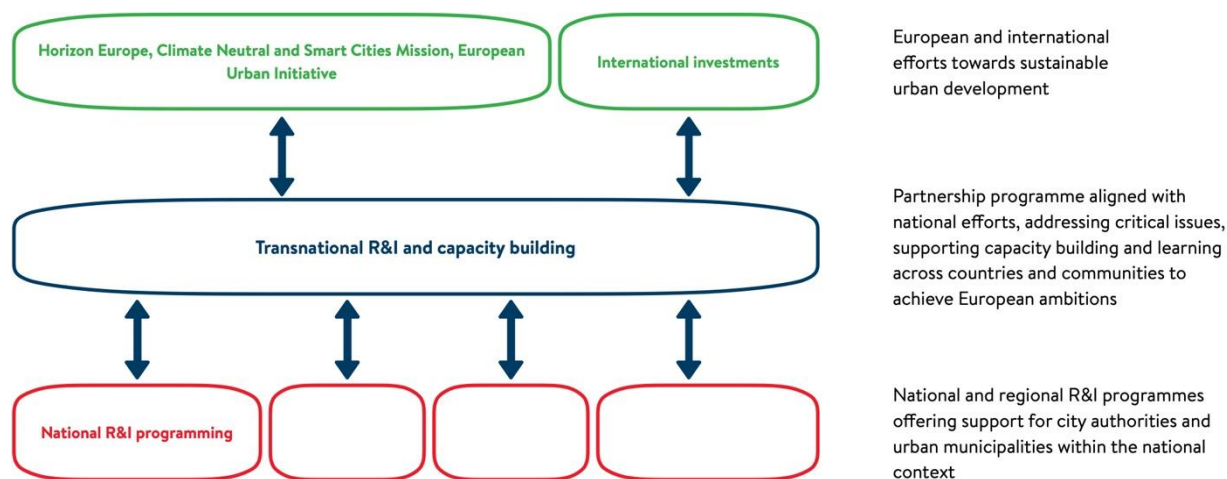 Horizon Europe, Climate Neutral and Smart Cities Mission, European
Urban Initiative
International investments
European and international
efforts towards sustainable
urban development
Transnational R&I and capacity building
Partnership programme aligned with
national efforts, addressing critical issues,
supporting capacity building and learning
across countries and communities to
achieve European ambitions
National R&I programming
National and regional R&I programmes
offering support for city authorities and
urban municipalities within the national
context